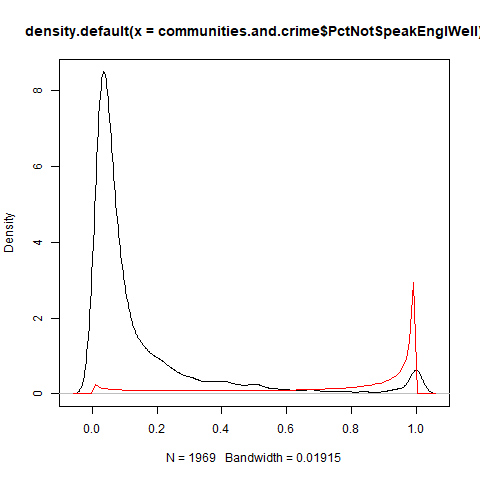 density.default(x = communities.and.crime$PctNotSpeakEnglWell)
Density
8
6
4
2
0
0.0 0.2 0.4 0.6 0.8 1.0
N = 1969 Bandwidth = 0.01915